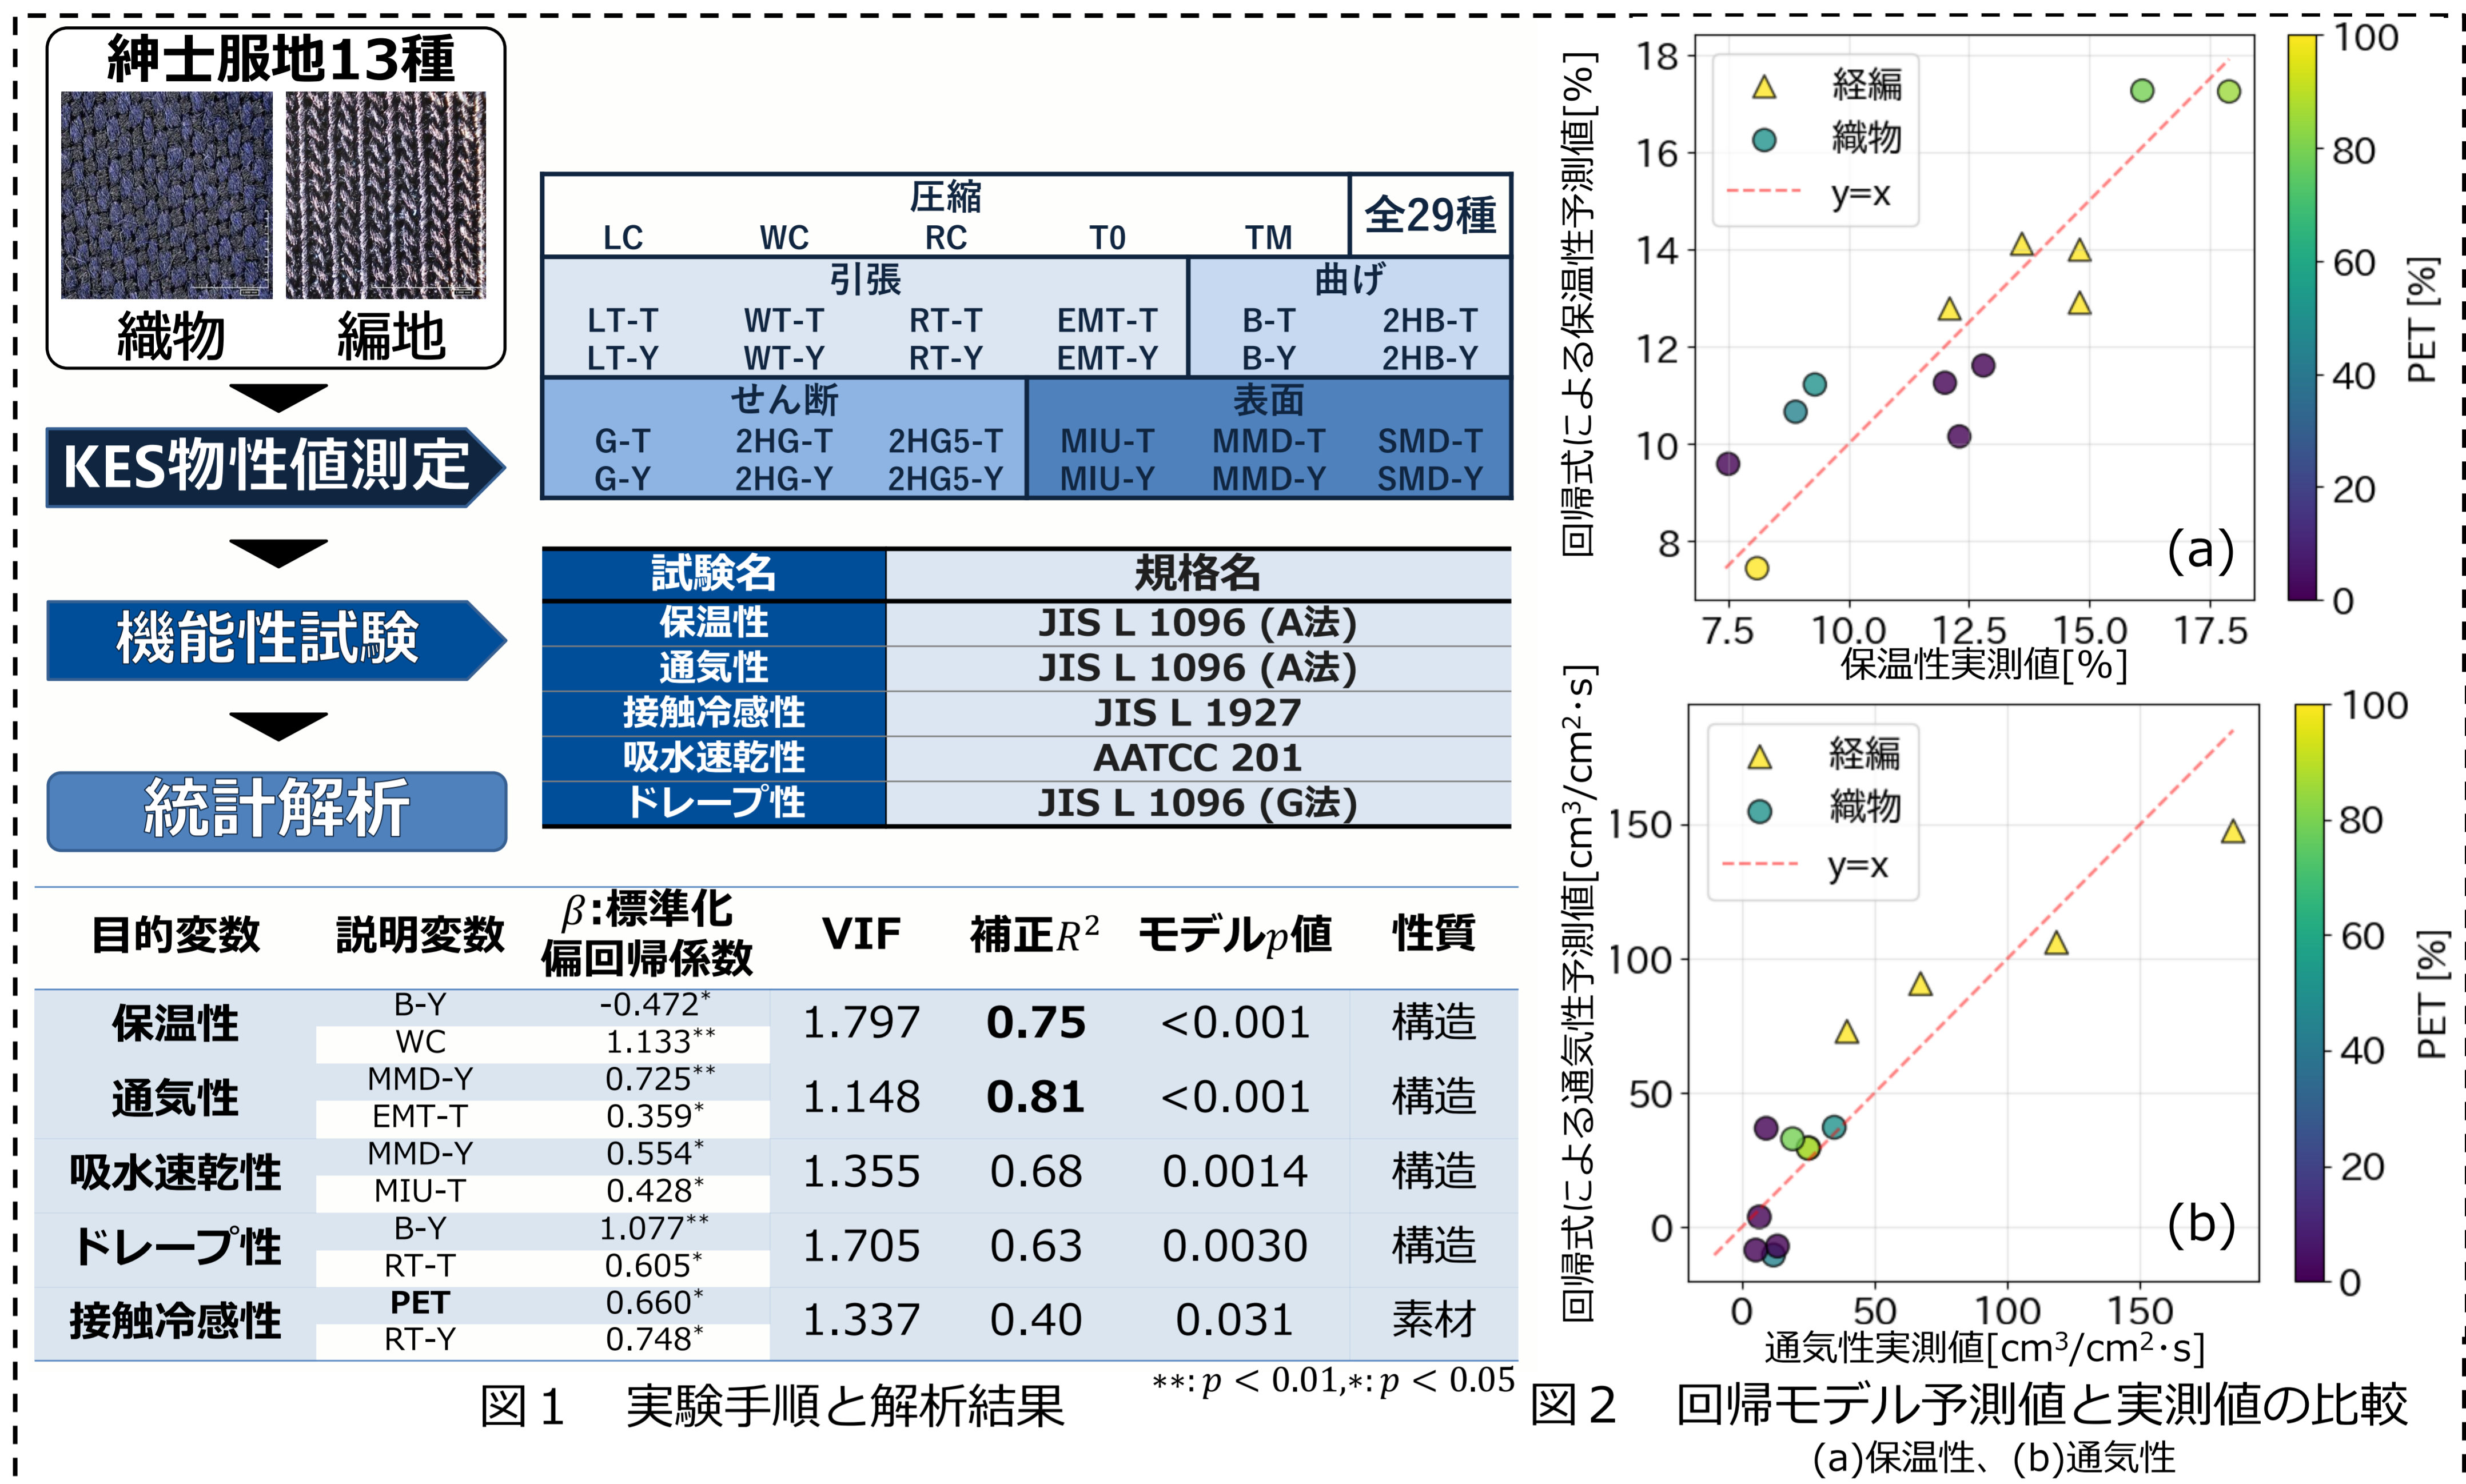 紳士服地13種
織物 編地
KES物性値測定
機能性試験
統計解析
圧縮 全29種
LC WC RC T0 TM
引張 曲げ
LT-T WT-T RT-T EMT-T B-T 2HB-T
LT-Y WT-Y RT-Y EMT-Y B-Y 2HB-Y
せん断 表面
G-T 2HG-T 2HG5-T MIU-T MMD-T SMD-T
G-Y 2HG-Y 2HG5-Y MIU-Y MMD-Y SMD-Y
試験名 規格名
保温性 JIS L 1096 (A法)
通気性 JIS L 1096 (A法)
接触冷感性 JIS L 1927
吸水速乾性 AATCC 201
ドレープ性 JIS L 1096 (G法)
目的変数 説明変数 β:標準化偏回帰係数 VIF 補正R² モデルp値 性質
保温性 B-Y -0.472* 1.797 0.75 <0.001 構造
WC 1.133**
通気性 MMD-Y 0.725** 1.148 0.81 <0.001 構造
EMT-T 0.359*
吸水速乾性 MMD-Y 0.554* 1.355 0.68 0.0014 構造
MIU-T 0.428*
ドレープ性 B-Y 1.077** 1.705 0.63 0.0030 構造
RT-T 0.605*
接触冷感性 PET 0.660* 1.337 0.40 0.031 素材
RT-Y 0.748*
**: p < 0.01,*: p < 0.05
図1 実験手順と解析結果
回帰式による保温性予測値[%]
18
16
14
12
10
8
経編
織物
y=x
(a)
7.5 10.0 12.5 15.0 17.5
保温性実測値[%]
100
80
60
40
20
0
PET [%]
回帰式による通気性予測値[cm³/cm²･s]
150
100
50
0
経編
織物
y=x
(b)
0 50 100 150
通気性実測値[cm³/cm²･s]
100
80
60
40
20
0
PET [%]
図2 回帰モデル予測値と実測値の比較
(a)保温性、(b)通気性